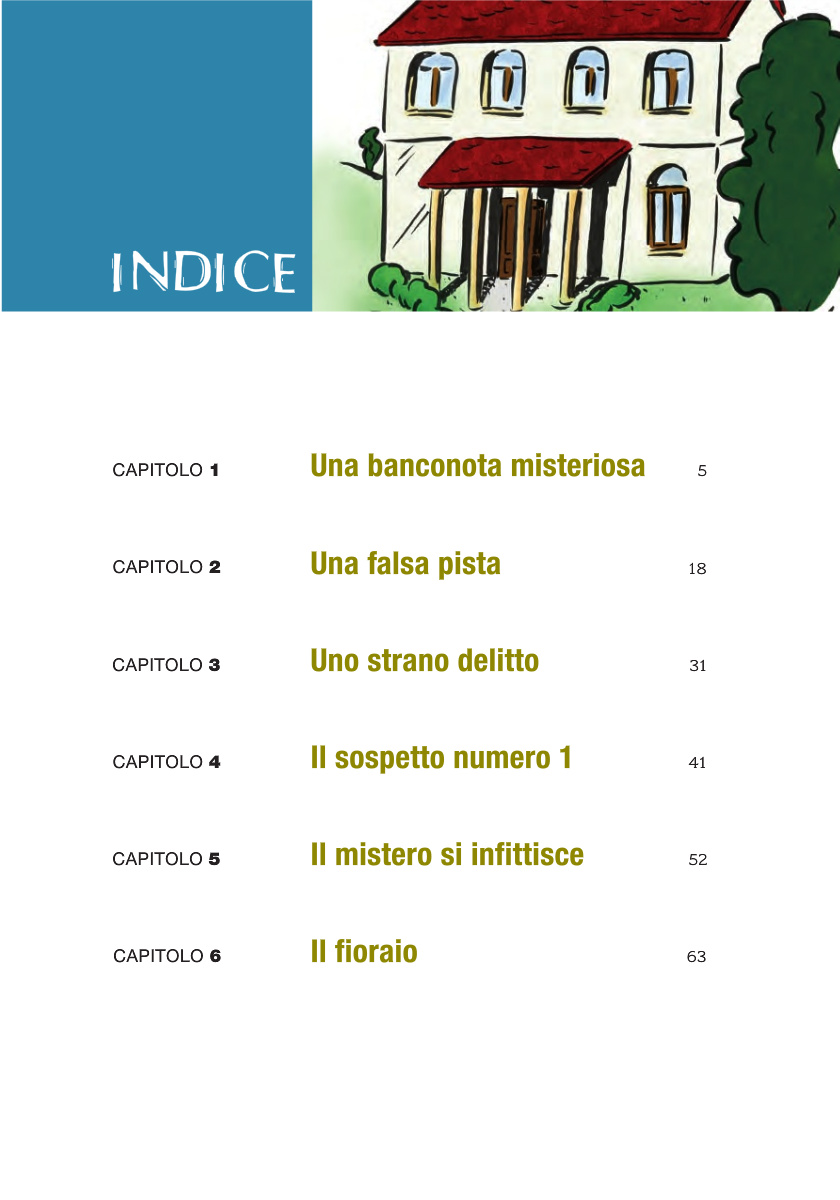 INDICE
CAPITOLO 1 Una banconota misteriosa 5
CAPITOLO 2 Una falsa pista 18
CAPITOLO 3 Uno strano delitto 31
CAPITOLO 4 Il sospetto numero 1 41
CAPITOLO 5 Il mistero si infittisce 52
CAPITOLO 6 Il fioraio 63